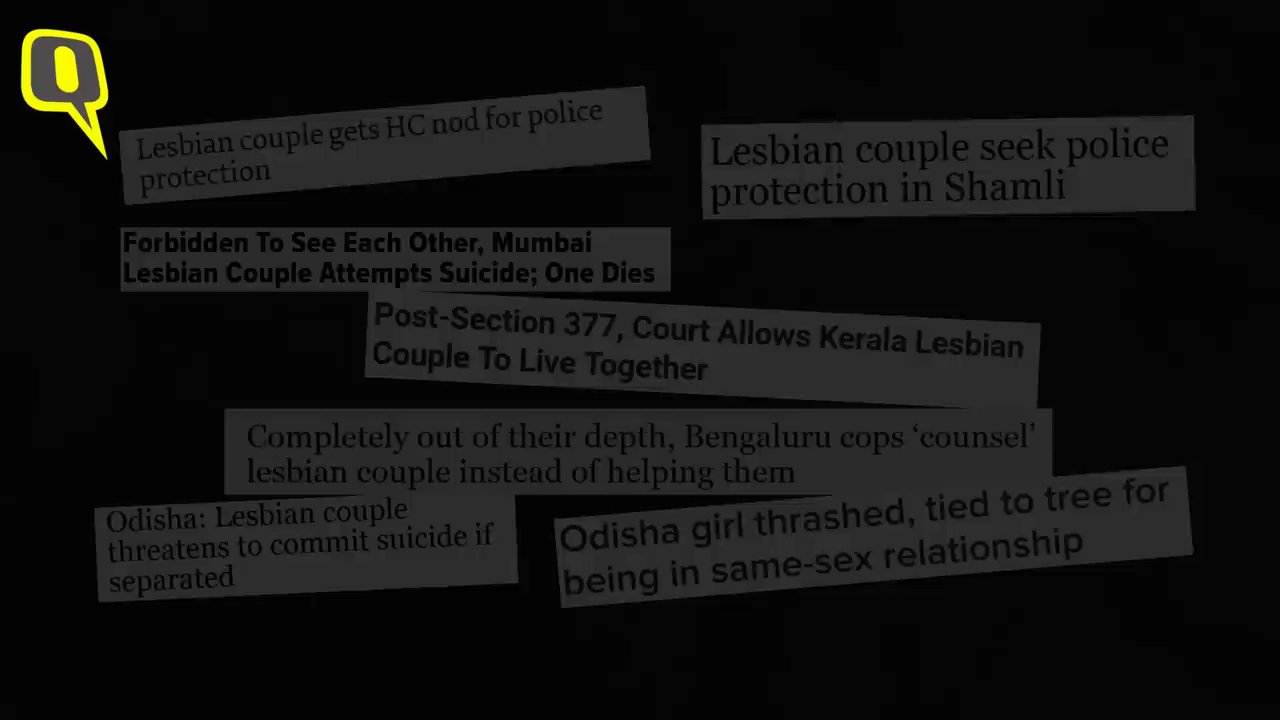 Lesbian couple gets HC nod for police
protection
Lesbian couple seek police
protection in Shamli
Forbidden To See Each Other, Mumbai
Lesbian Couple Attempts Suicide; One Dies
Post-Section 377, Court Allows Kerala Lesbian
Couple To Live Together
Completely out of their depth, Bengaluru cops ‘counsel’
lesbian couple instead of helping them
Odisha: Lesbian couple
threatens to commit suicide if
separated
Odisha girl thrashed, tied to tree for
being in same-sex relationship